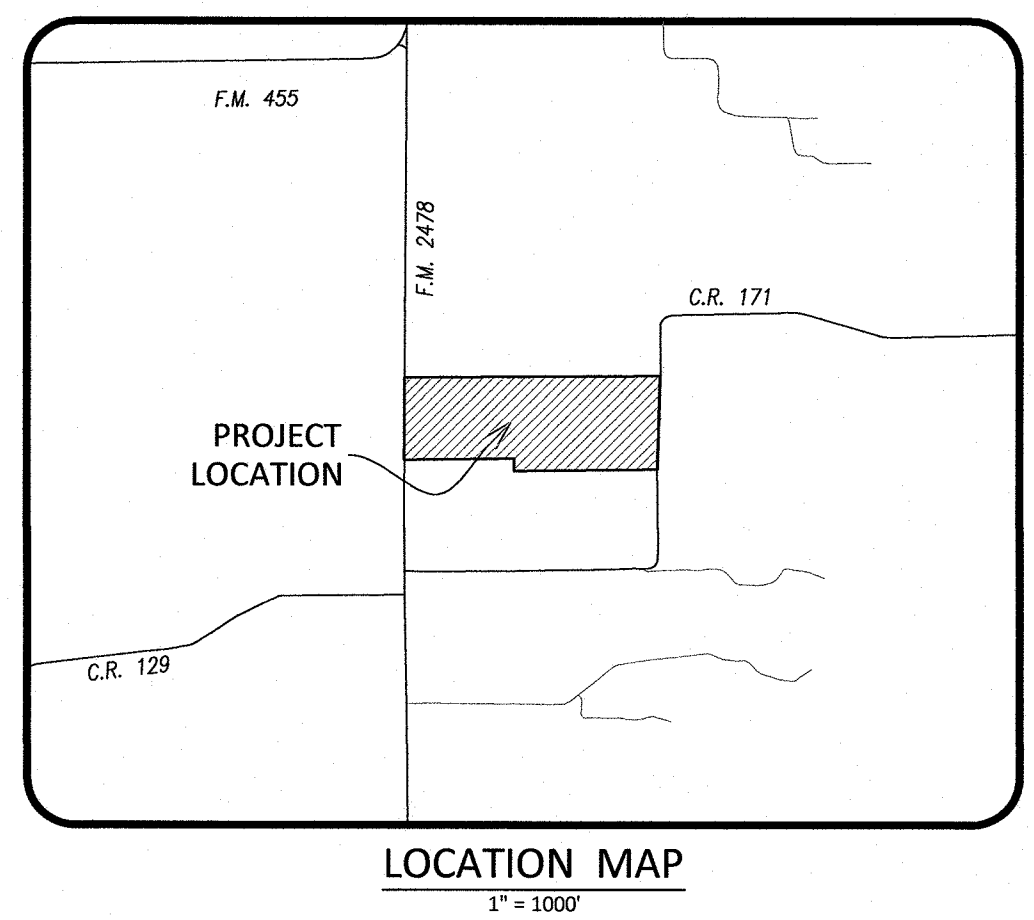 F.M. 455
F.M. 2478
C.R. 171
PROJECT
LOCATION
C.R. 129
LOCATION MAP
1" = 1000'